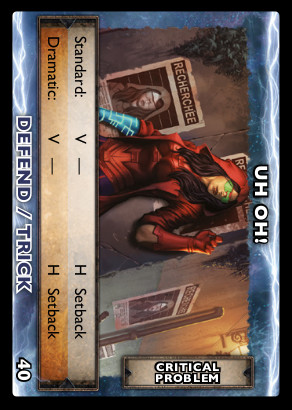 UH OH!
RECHERCHEE
CRITICAL
PROBLEM
Standard: V — H Setback
Dramatic: V — H Setback
DEFEND / TRICK
40